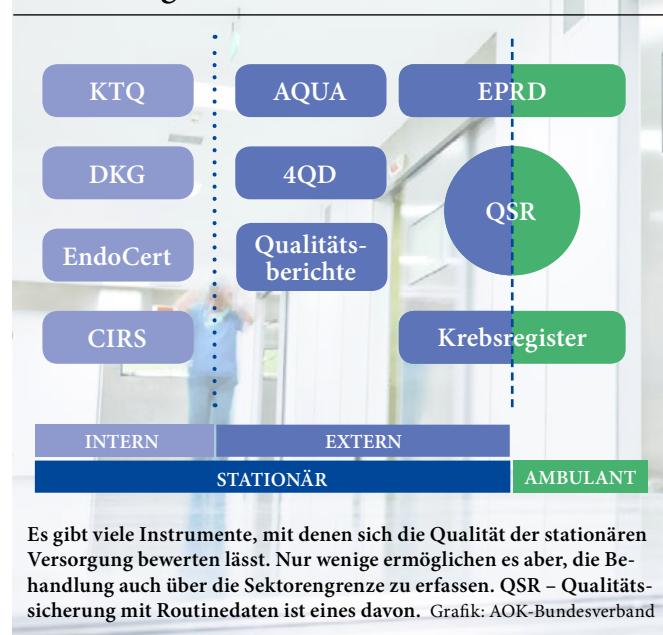 KTQ
AQUA
EPRD
DKG
4QD
QSR
EndoCert
Qualitäts-
berichte
CIRS
Krebsregister
INTERN
EXTERN
STATIONÄR
AMBULANT
Es gibt viele Instrumente, mit denen sich die Qualität der stationären
Versorgung bewerten lässt. Nur wenige ermöglichen es aber, die Be-
handlung auch über die Sektorengrenze zu erfassen. QSR – Qualitäts-
sicherung mit Routinedaten ist eines davon. Grafik: AOK-Bundesverband